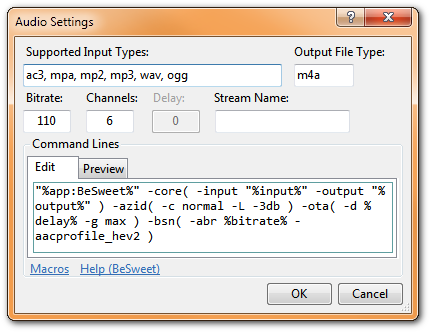 Audio Settings
Supported Input Types: Output File Type:
ac3, mpa, mp2, mp3, wav, ogg m4a
Bitrate: Channels: Delay: Stream Name:
110 6 0
Command Lines
Edit Preview
"%app:BeSweet%" -core( -input "%input%" -output "%
output%" ) -azid( -c normal -L -3db ) -ota( -d %
delay% -g max ) -bsn( -abr %bitrate% -
aacprofile_hev2 )
Macros Help (BeSweet)
OK Cancel